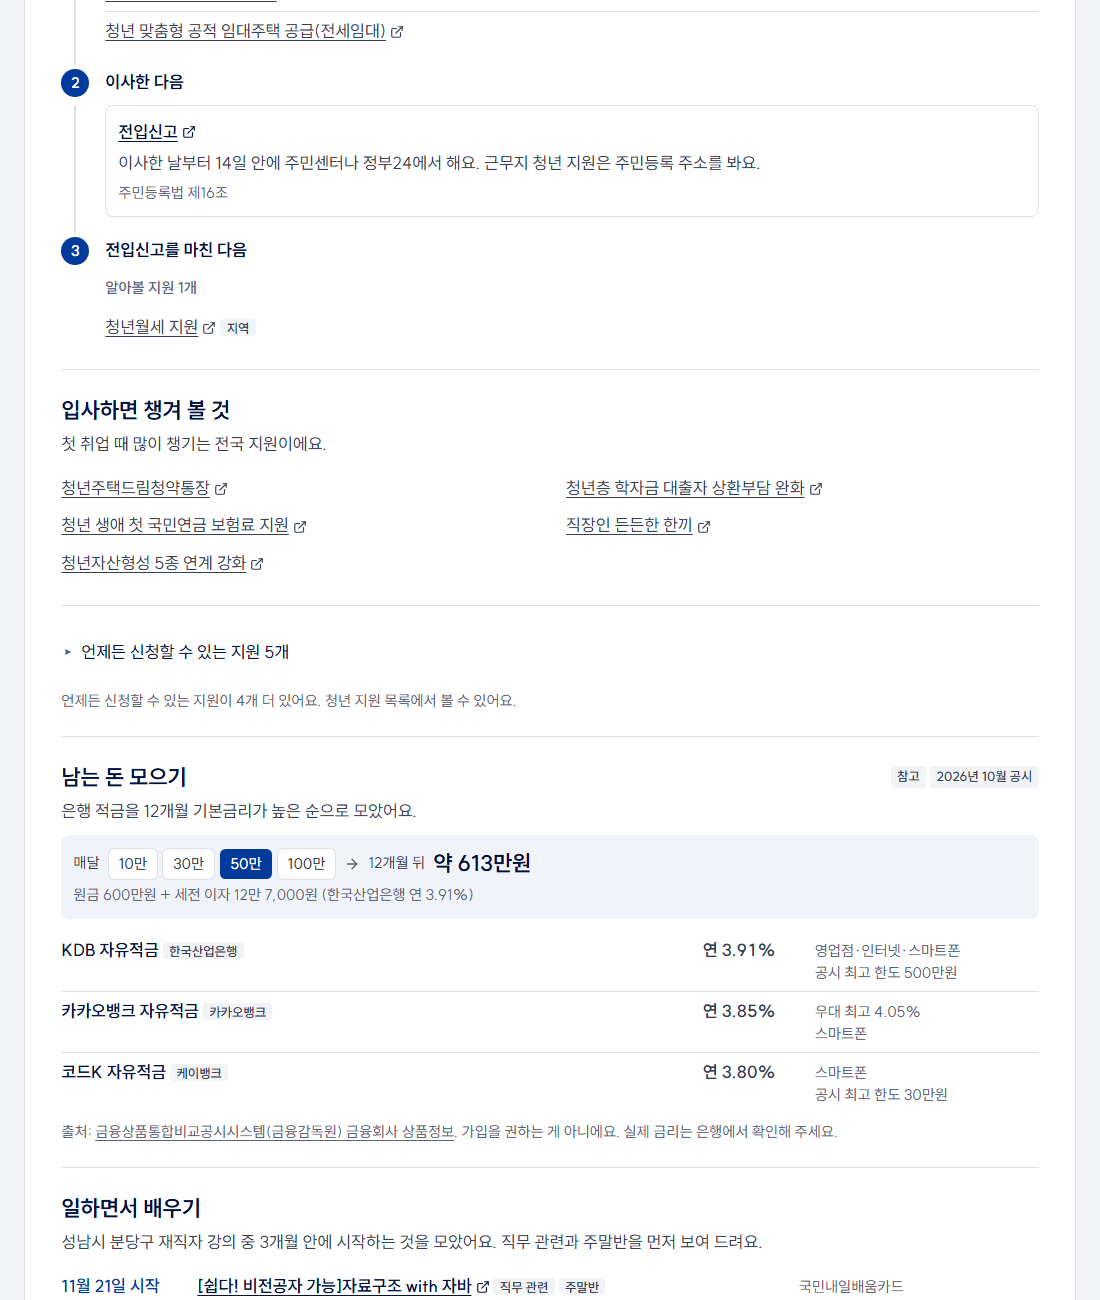 청년 맞춤형 공적 임대주택 공급(전세임대)
2 이사한 다음
전입신고
이사한 날부터 14일 안에 주민센터나 정부24에서 해요. 근무지 청년 지원은 주민등록 주소를 봐요.
주민등록법 제16조
3 전입신고를 마친 다음
알아볼 지원 1개
청년월세 지원 지역
입사하면 챙겨 볼 것
첫 취업 때 많이 챙기는 전국 지원이에요.
청년주택드림청약통장 청년층 학자금 대출자 상환부담 완화
청년 생애 첫 국민연금 보험료 지원 직장인 든든한 한끼
청년자산형성 5종 연계 강화
▸ 언제든 신청할 수 있는 지원 5개
언제든 신청할 수 있는 지원이 4개 더 있어요. 청년 지원 목록에서 볼 수 있어요.
남는 돈 모으기 참고 2026년 10월 공시
은행 적금을 12개월 기본금리가 높은 순으로 모았어요.
매달 10만 30만 50만 100만 → 12개월 뒤 약 613만원
원금 600만원 + 세전 이자 12만 7,000원 (한국산업은행 연 3.91%)
KDB 자유적금 한국산업은행 연 3.91% 영업점·인터넷·스마트폰
공시 최고 한도 500만원
카카오뱅크 자유적금 카카오뱅크 연 3.85% 우대 최고 4.05%
스마트폰
코드K 자유적금 케이뱅크 연 3.80% 스마트폰
공시 최고 한도 30만원
출처: 금융상품통합비교공시시스템(금융감독원) 금융회사 상품정보. 가입을 권하는 게 아니에요. 실제 금리는 은행에서 확인해 주세요.
일하면서 배우기
성남시 분당구 재직자 강의 중 3개월 안에 시작하는 것을 모았어요. 직무 관련과 주말반을 먼저 보여 드려요.
11월 21일 시작 [쉽다! 비전공자 가능]자료구조 with 자바 직무 관련 주말반 국민내일배움카드